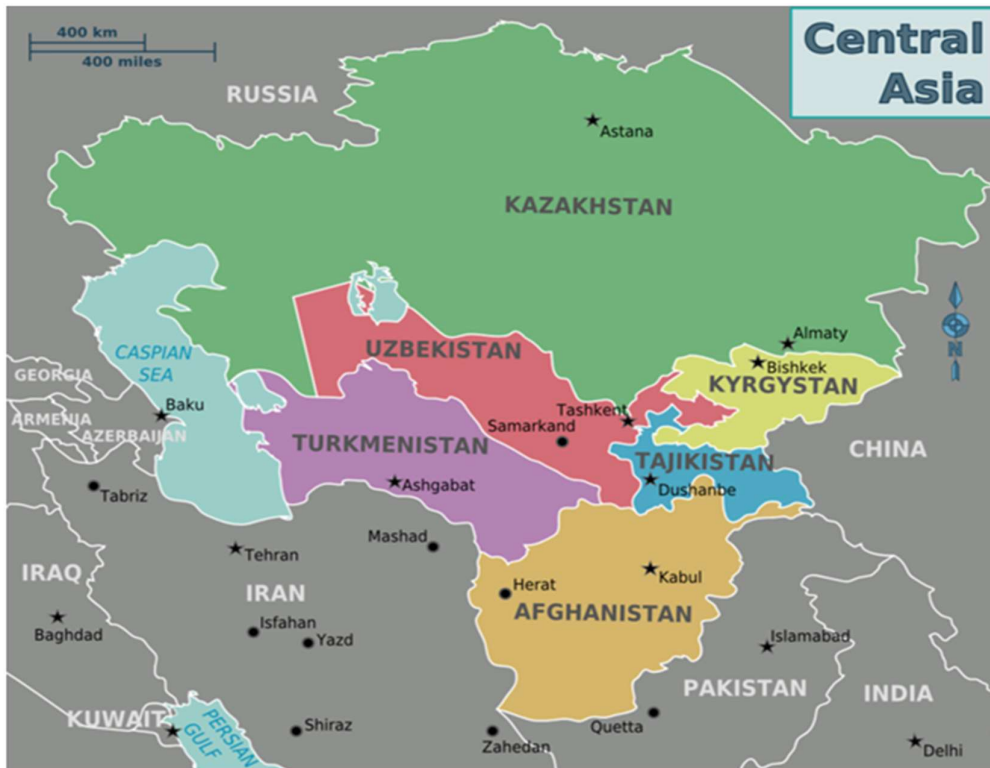 400 km
400 miles
Central
Asia
RUSSIA
Astana
KAZAKHSTAN
Almaty
Bishkek
KYRGYSTAN
UZBEKISTAN
CASPIAN
SEA
GEORGIA
ARMENIA
AZERBAIJAN
Baku
Tashkent
Samarkand
N
TURKMENISTAN
TAJIKISTAN
CHINA
Ashgabat
Dushanbe
Tabriz
Mashad
Tehran
IRAQ
IRAN
Herat
Kabul
AFGHANISTAN
Baghdad
Isfahan
Yazd
Islamabad
PAKISTAN
INDIA
KUWAIT
PERSIAN
GULF
Shiraz
Zahedan
Quetta
Delhi